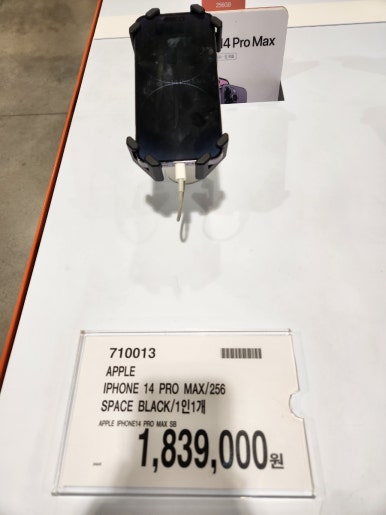 256GB
14 Pro Max
710013
APPLE
IPHONE 14 PRO MAX/256
SPACE BLACK/1인1개
APPLE IPHONE14 PRO MAX SB
1,839,000원